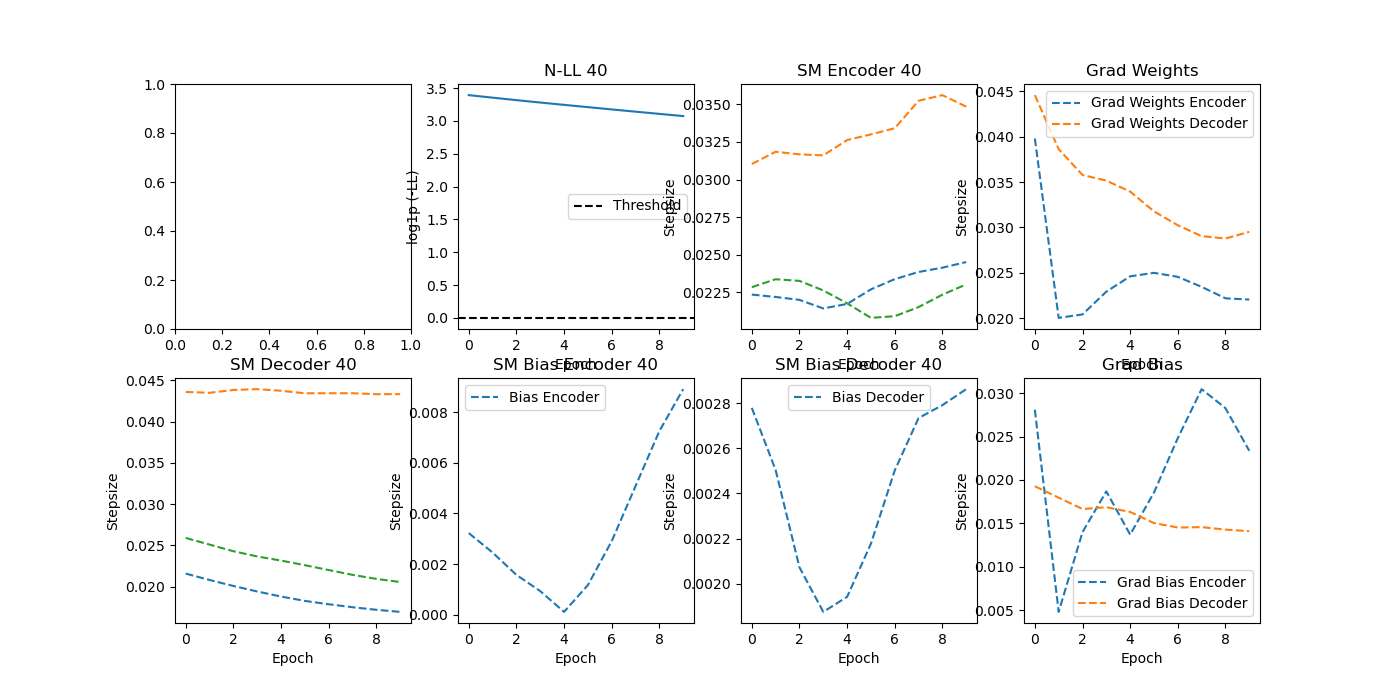 1.0
0.8
0.6
0.4
0.2
0.0
0.0 0.2 0.4 0.6 0.8 1.0
N-LL 40
log1p (-LL)
3.5
3.0
2.5
2.0
1.5
1.0
0.5
0.0
Threshold
0 2 4 6 8
Epoch
SM Encoder 40
Stepsize
0.0350
0.0325
0.0300
0.0275
0.0250
0.0225
0 2 4 6 8
Epoch
Grad Weights
Stepsize
0.045
0.040
0.035
0.030
0.025
0.020
Grad Weights Encoder
Grad Weights Decoder
0 2 4 6 8
Epoch
SM Decoder 40
Stepsize
0.045
0.040
0.035
0.030
0.025
0.020
0 2 4 6 8
Epoch
SM Bias Encoder 40
Stepsize
0.008
0.006
0.004
0.002
0.000
Bias Encoder
0 2 4 6 8
Epoch
SM Bias Decoder 40
Stepsize
0.0028
0.0026
0.0024
0.0022
0.0020
Bias Decoder
0 2 4 6 8
Epoch
Grad Bias
Stepsize
0.030
0.025
0.020
0.015
0.010
0.005
Grad Bias Encoder
Grad Bias Decoder
0 2 4 6 8
Epoch